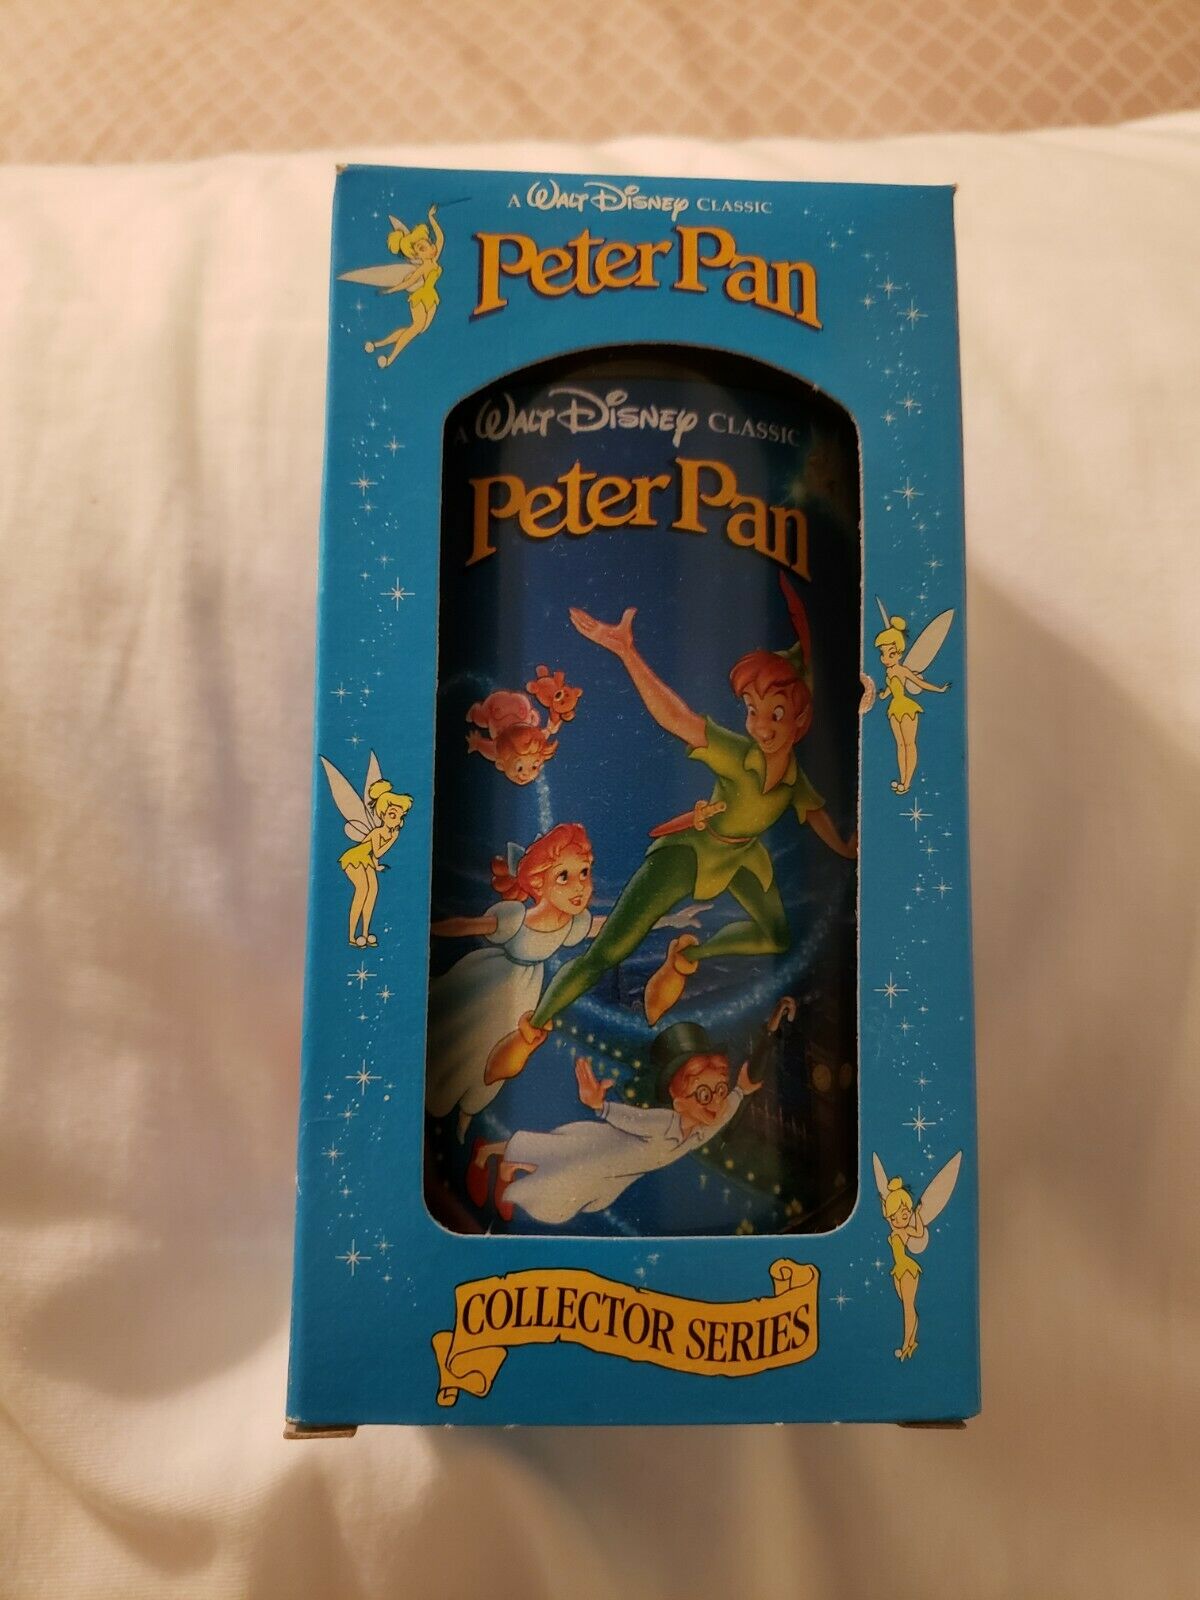 A Walt Disney CLASSIC
Peter Pan
A Walt Disney CLASSIC
Peter Pan
COLLECTOR SERIES